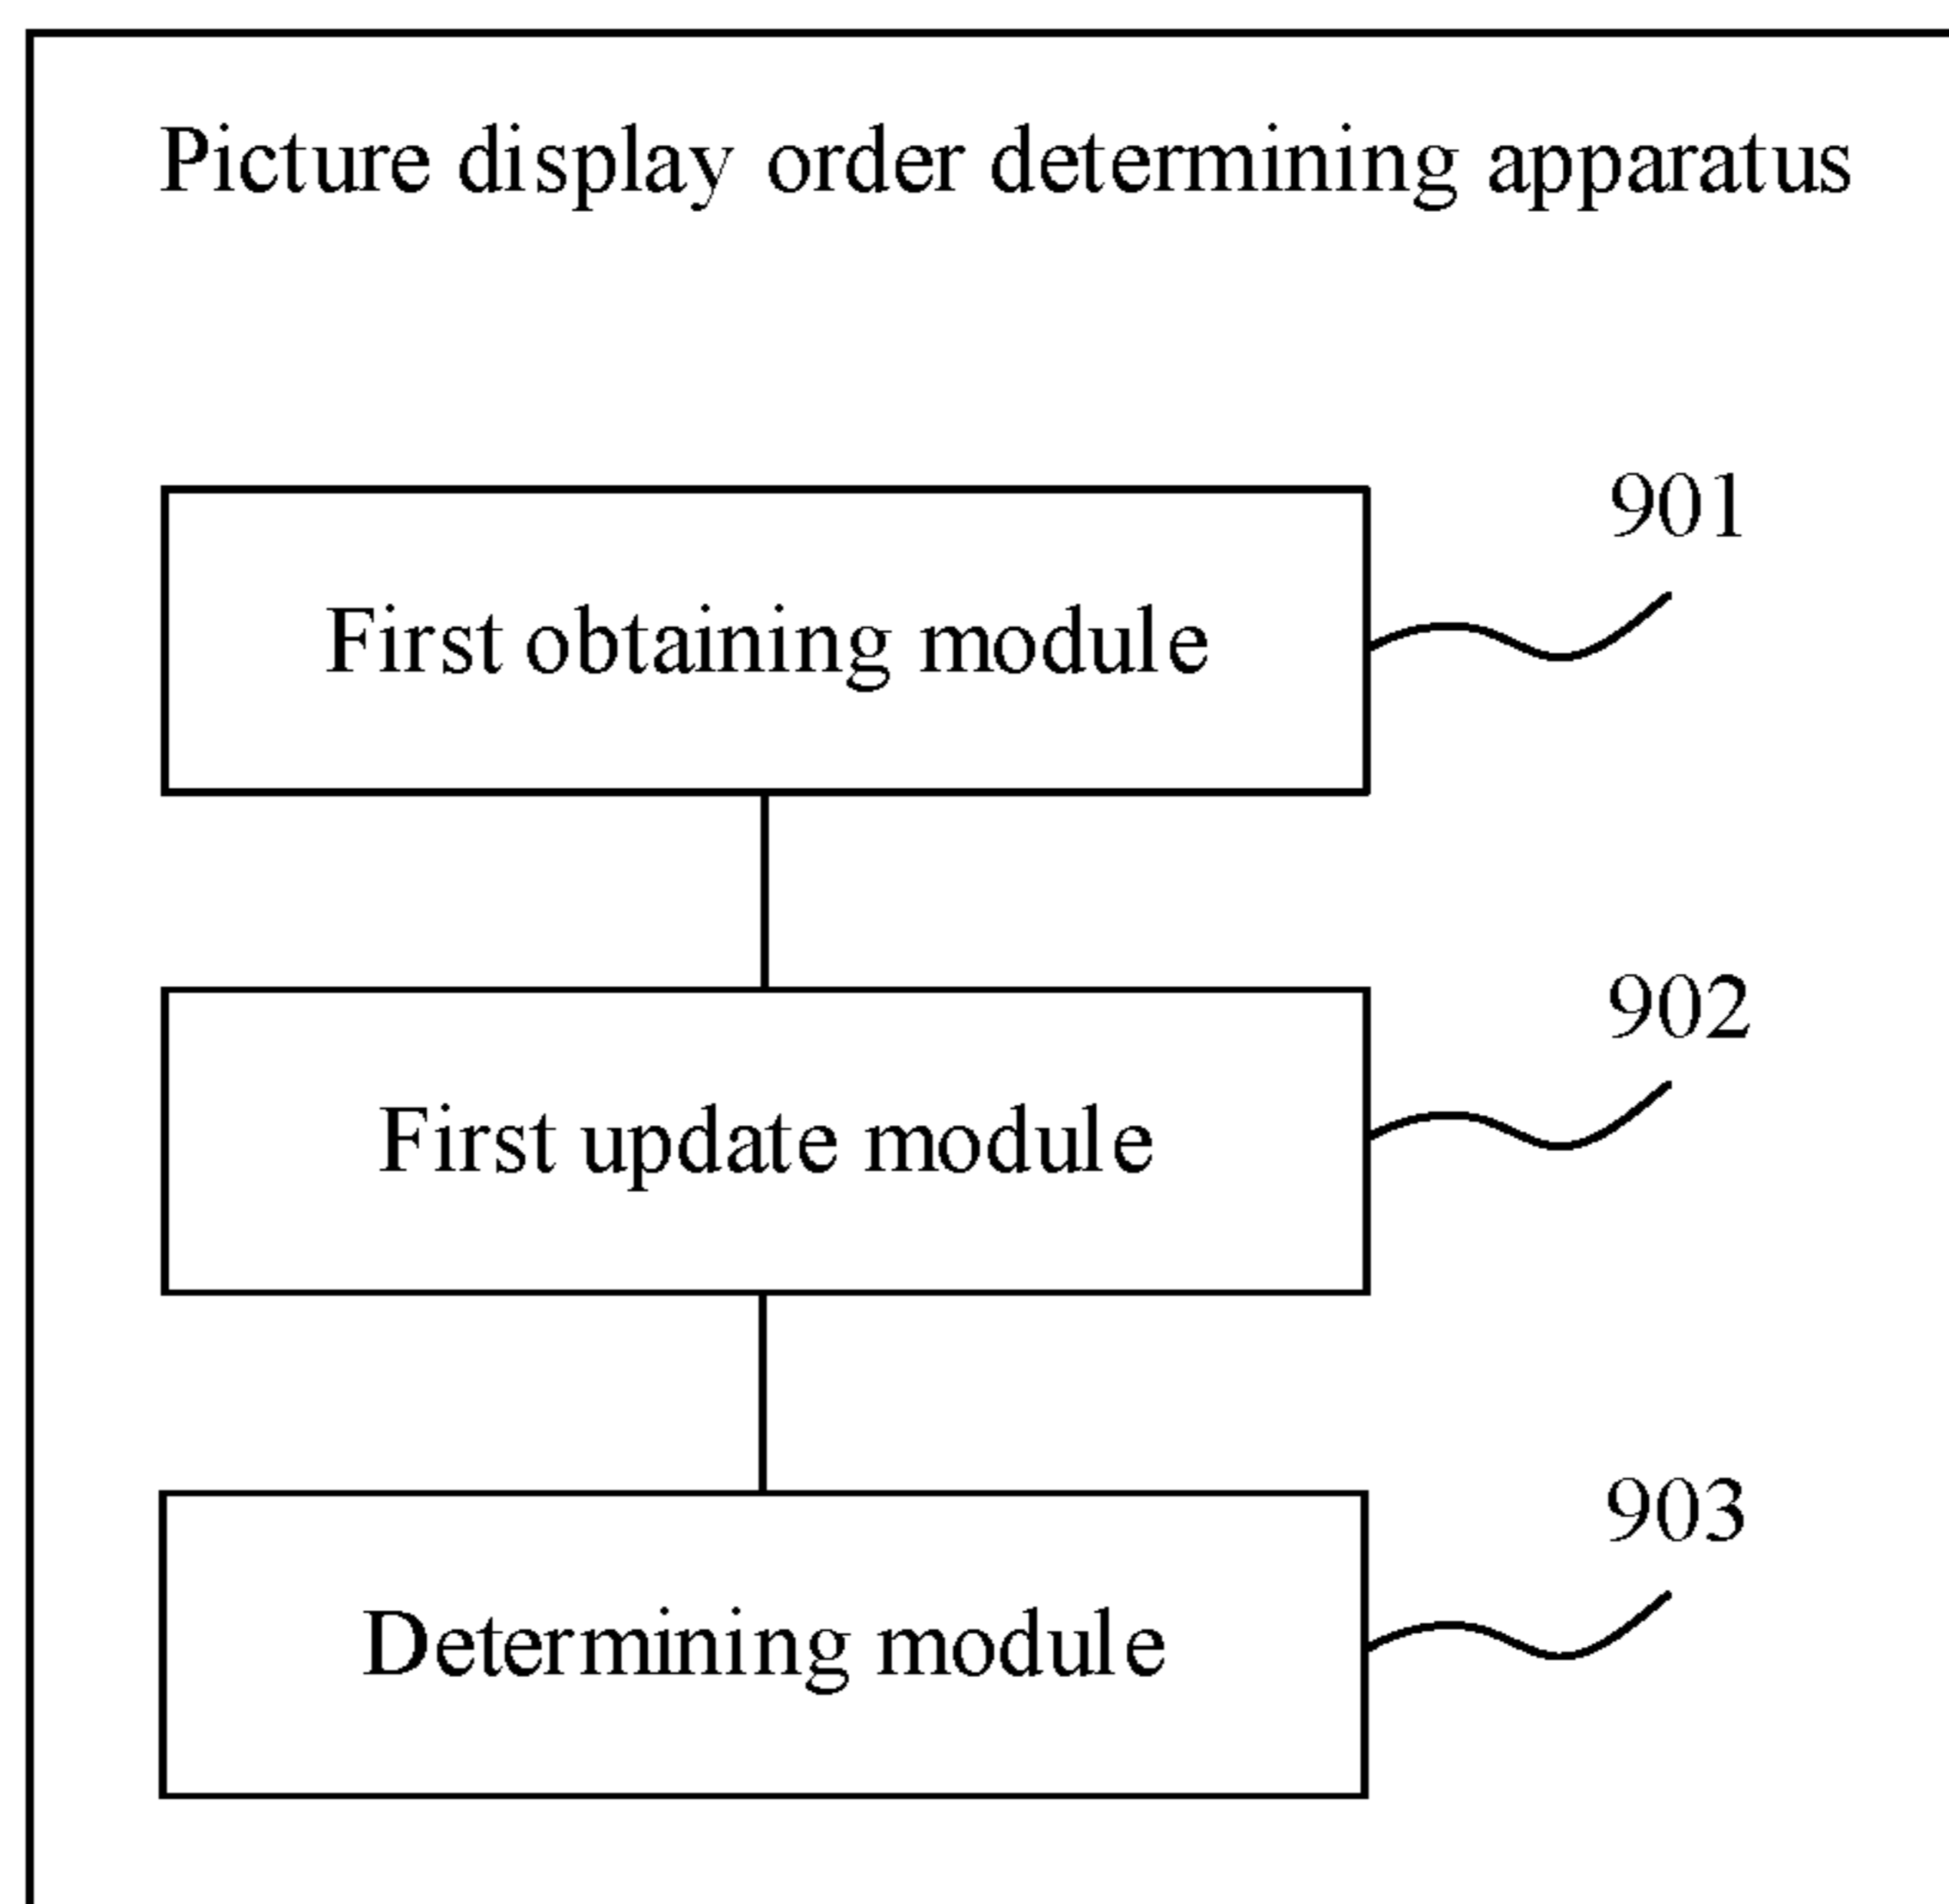 Picture display order determining apparatus
901
First obtaining module
902
First update module
903
Determining module